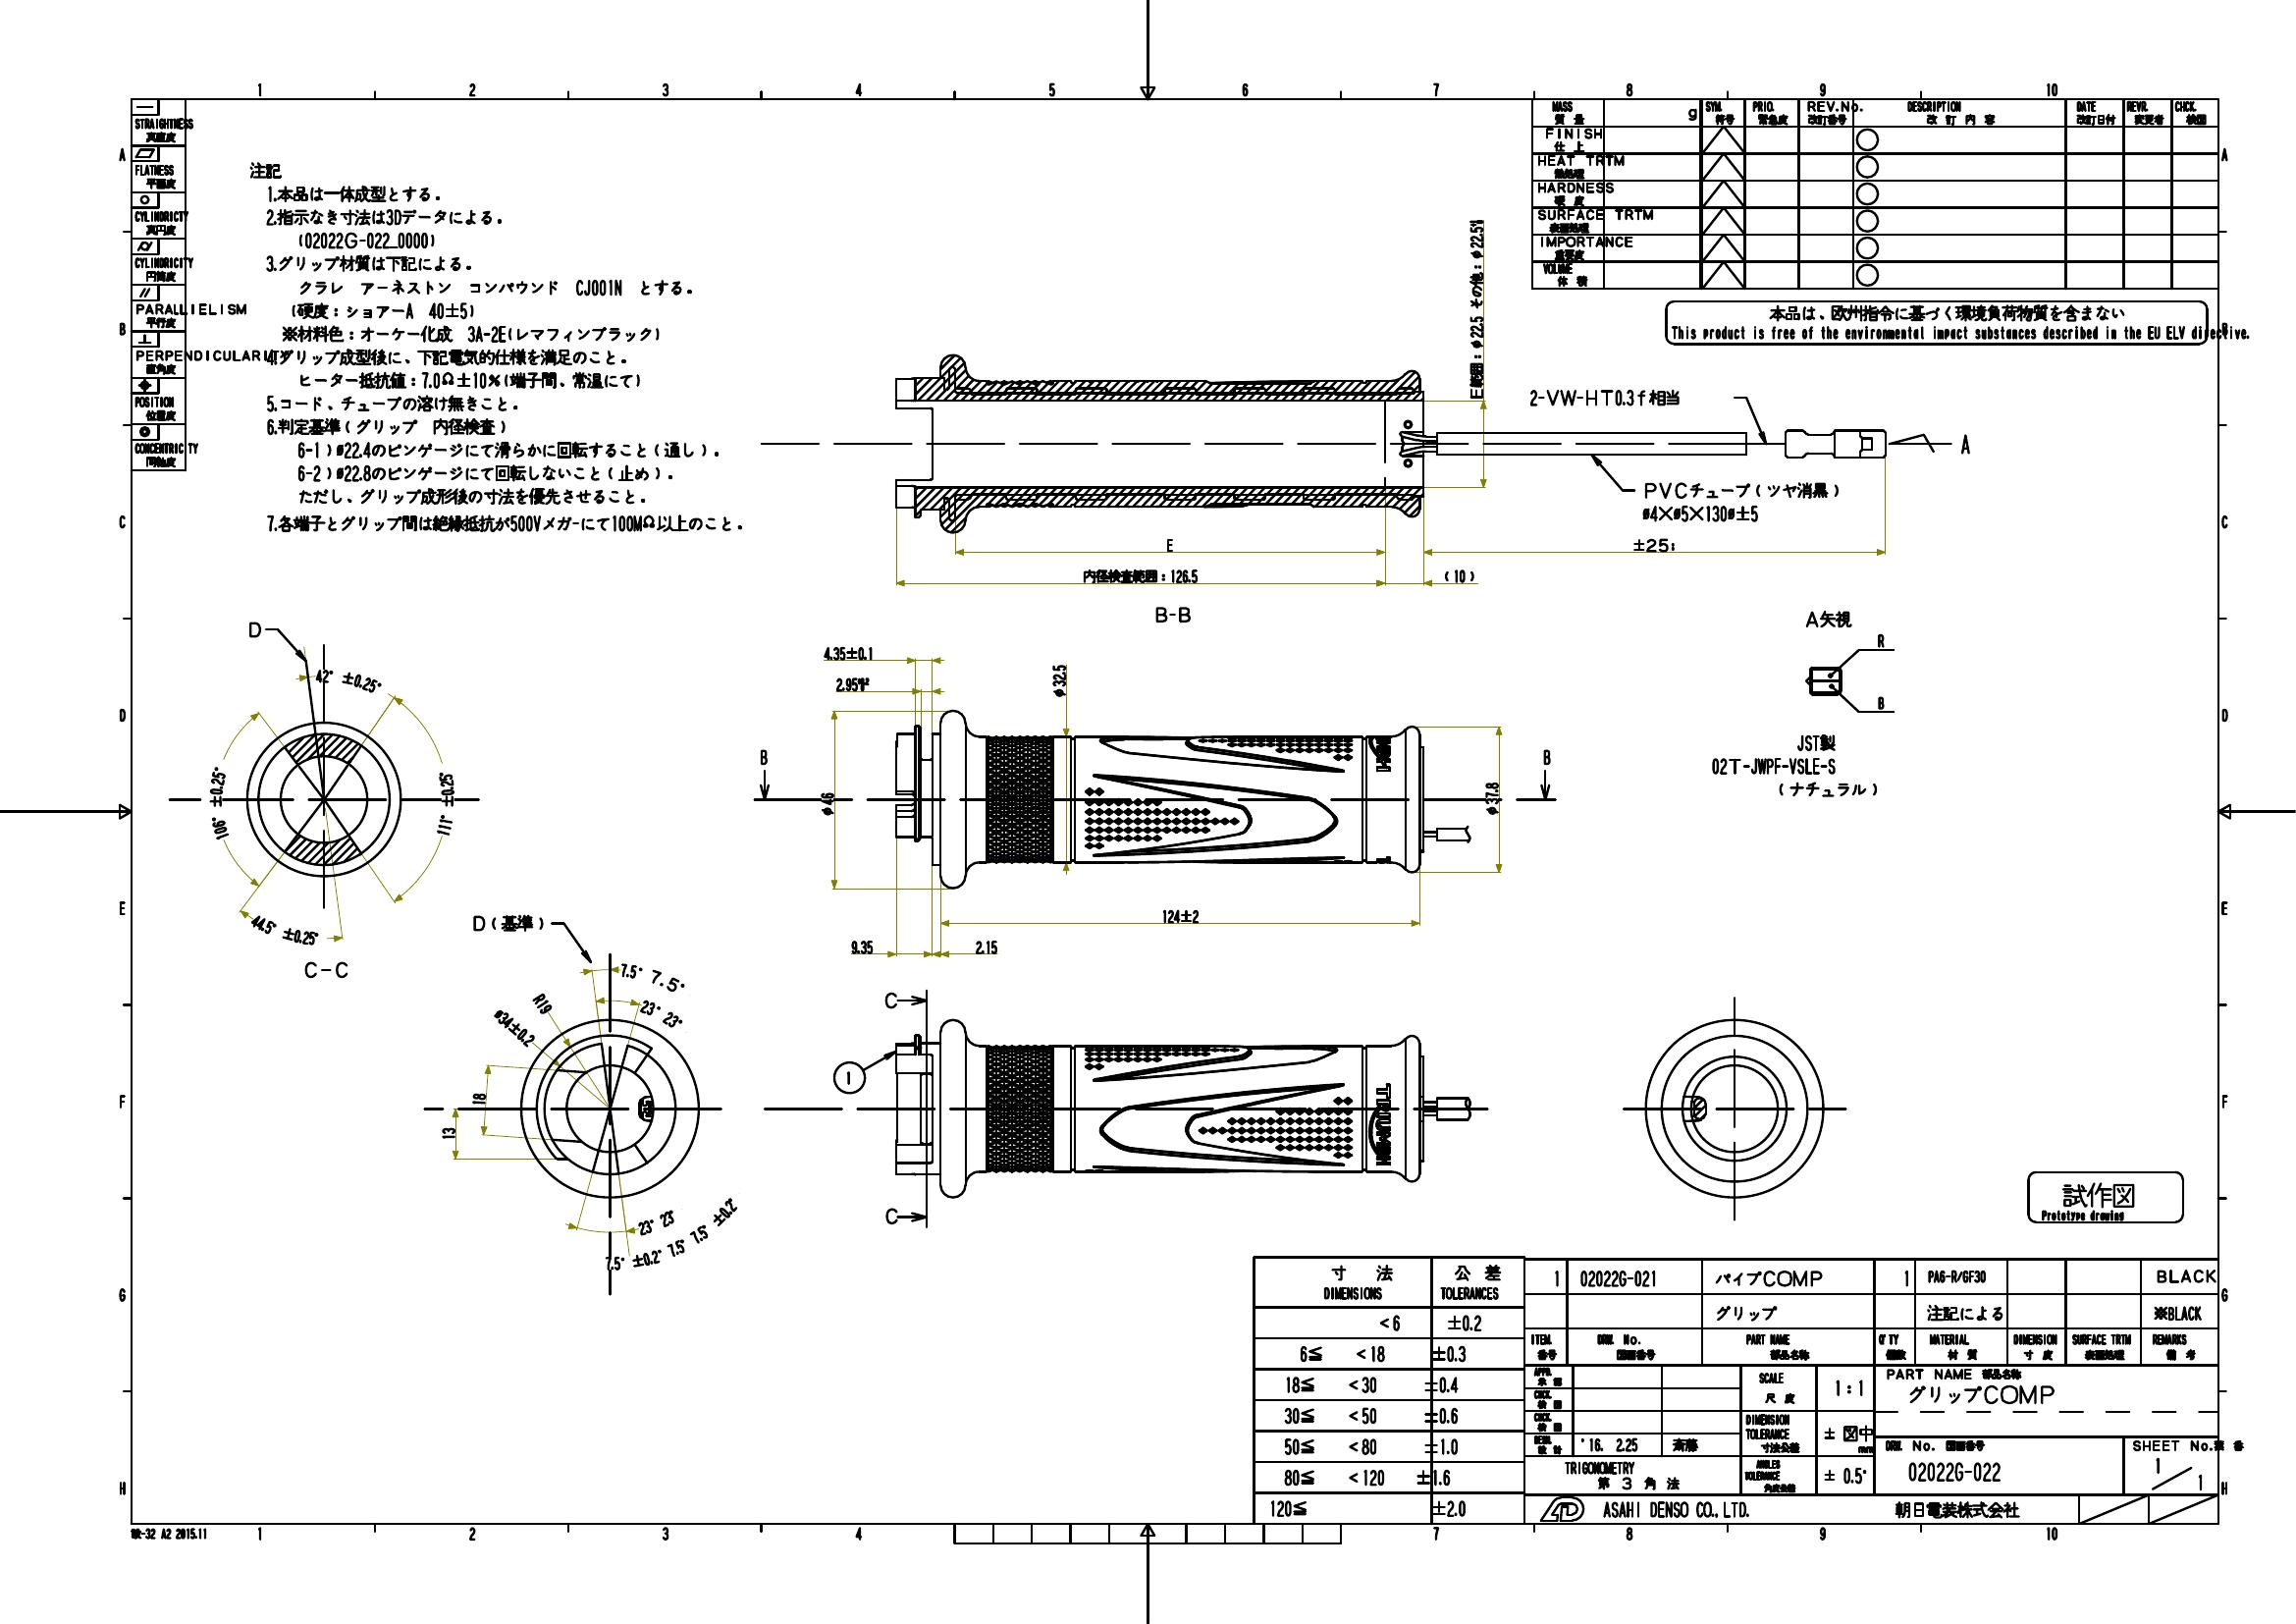 1 2 3 4 5 6 7 8 9 10
A B C D E F G H
STRAIGHTNESS
真直度
FLATNESS
平面度
CYLINDRICTY
真円度
CYLINDRICITY
円筒度
PARALLIELISM
平行度
PERPENDICULARITY
直角度
POSITION
位置度
CONCENTRICTY
同軸度
注記
1.本品は一体成型とする。
2.指示なき寸法は3Dデータによる。
(02022G-022_0000)
3.グリップ材質は下記による。
クラレ アーネストン コンパウンド CJ001N とする。
(硬度:ショアーA 40±5)
※材料色:オーケー化成 3A-2E(レマフィンブラック)
4.グリップ成型後に、下記電気的仕様を満足のこと。
ヒーター抵抗値:7.0Ω±10%(端子間、常温にて)
5.コード、チューブの溶け無きこと。
6.判定基準(グリップ 内径検査)
6-1)ø22.4のピンゲージにて滑らかに回転すること(通し)。
6-2)ø22.8のピンゲージにて回転しないこと(止め)。
ただし、グリップ成形後の寸法を優先させること。
7.各端子とグリップ間は絶縁抵抗が500Vメガーにて100MΩ以上のこと。
MASS
質 量
g
FINISH
仕 上
HEAT TRTM
熱処理
HARDNESS
硬 度
SURFACE TRTM
表面処理
IMPORTANCE
重要度
VOLUME
体 積
SYM. PRIO. REV.No. DESCRIPTION DATE REVR. CHCK.
符号 緊急度 改訂番号 改 訂 内 容 改訂日付 変更者 検図
本品は、欧州指令に基づく環境負荷物質を含まない
This product is free of the environmental impact substances described in the EU ELV directive.
E範囲:φ22.5 その他:φ22.5
2-VW-HT0.3f相当
A
PVCチューブ(ツヤ消黒)
ø4×ø5×130ø±5
E
±25
内径検査範囲:126.5
(10)
B-B
A矢視
R
B
JST製
02T-JWPF-VSLE-S
(ナチュラル)
D
42° ±0.25°
106° ±0.25°
111° ±0.25°
44.5° ±0.25°
C-C
4.35±0.1
2.95
φ32.5
φ46
φ37.8
B B
124±2
9.35 2.15
D(基準)
7.5° 7.5°
23° 23°
R19
ø34±0.2
18
13
23° 23°
7.5° ±0.2° 7.5° 7.5° ±0.2°
C
1
C
試作図
Prototype drawing
寸 法 公 差
DIMENSIONS TOLERANCES
<6 ±0.2
6≦ <18 ±0.3
18≦ <30 ±0.4
30≦ <50 ±0.6
50≦ <80 ±1.0
80≦ <120 ±1.6
120≦ ±2.0
1 02022G-021 パイプCOMP 1 PA6-R/GF30 BLACK
グリップ 注記による ※BLACK
ITEM. DRW. No. PART NAME Q'TY MATERIAL DIMENSION SURFACE TRTM REMARKS
番号 図面番号 部品名称 個数 材 質 寸 度 表面処理 備 考
APPR.
承 認
CHCK.
検 図
CHCK.
検 図
DESN.
設 計
'16. 2.25 斎藤
SCALE
尺 度
1:1
DIMENSION
TOLERANCE
寸法公差
± 図中
mm
ANGLES
TOLERANCE
角度公差
± 0.5°
TRIGONOMETRY
第 3 角 法
PART NAME 部品名称
グリップCOMP
DRW. No. 図面番号
02022G-022
SHEET No.葉 番
1/1
ASAHI DENSO CO., LTD.
朝日電装株式会社
1 2 3 4 7 8 9 10